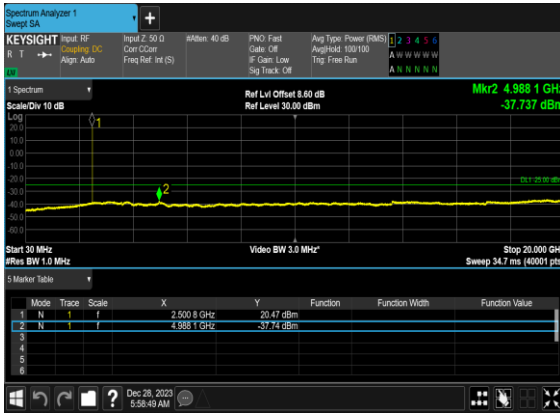 Spectrum Analyzer 1
Swept SA
+
KEYSIGHT Input: RF Input Z: 50 Ω #Atten: 40 dB PNO: Fast Avg Type: Power (RMS) 1 2 3 4 5 6
R T Coupling: DC Corr CCorr Gate: Off Avg|Hold: 100/100 A W W W W W
Align: Auto Freq Ref: Int (S) IF Gain: Low Trig: Free Run
Sig Track: Off A N N N N N
1 Spectrum Ref Lvl Offset 8.60 dB Mkr2 4.988 1 GHz
Scale/Div 10 dB Ref Level 30.00 dBm -37.737 dBm
Log
20.0
10.0
0.00
-10.0
-20.0
-30.0
-40.0
-50.0
-60.0
1
2
DL1 -25.00 dBm
Start 30 MHz Video BW 3.0 MHz* Stop 20.000 GHz
#Res BW 1.0 MHz Sweep 34.7 ms (40001 pts)
5 Marker Table
Mode Trace Scale X Y Function Function Width Function Value
1 N 1 f 2.500 8 GHz 20.47 dBm
2 N 1 f 4.988 1 GHz -37.74 dBm
3
4
5
6
? Dec 28, 2023
5:58:49 AM